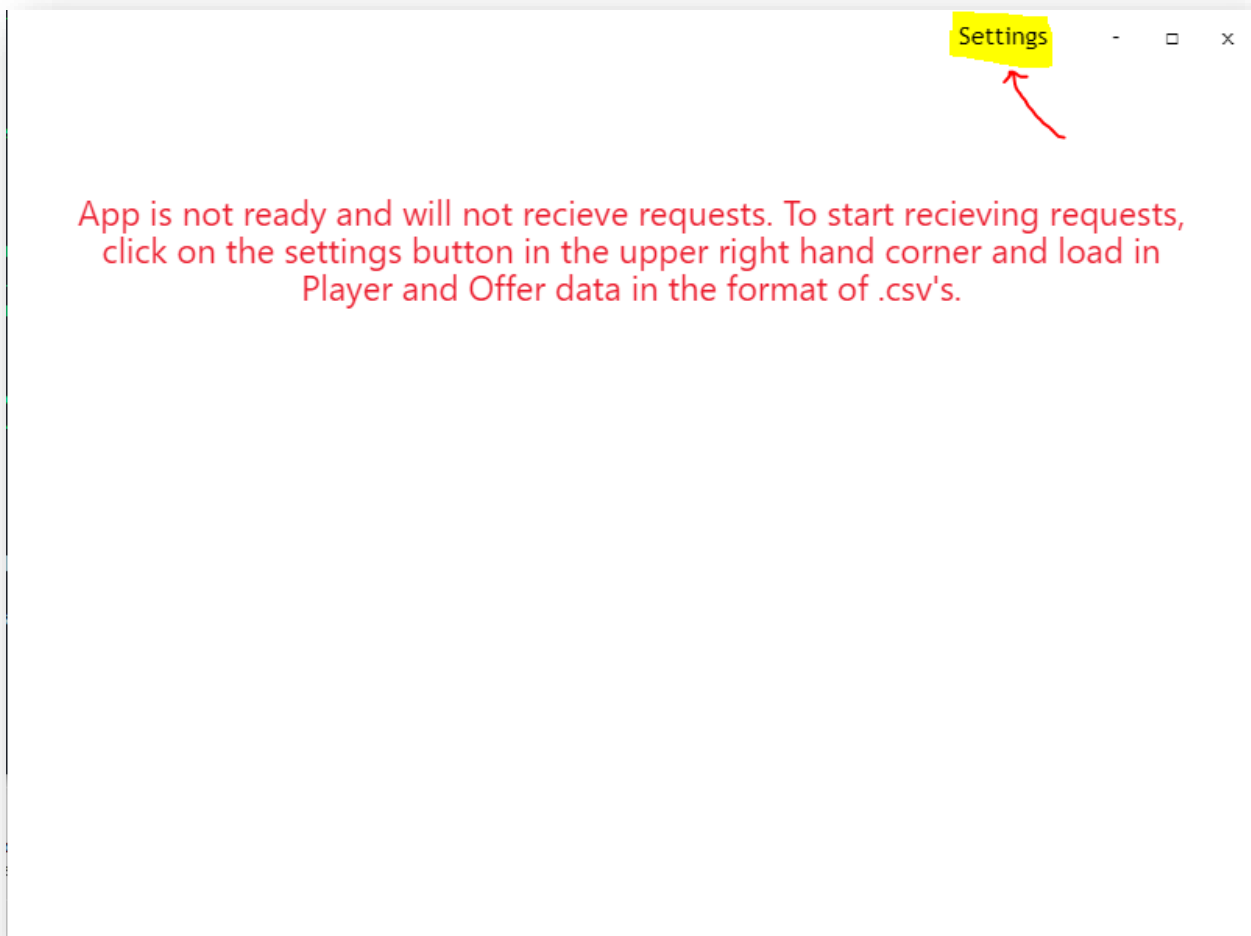 Settings - □ x
App is not ready and will not recieve requests. To start recieving requests,
click on the settings button in the upper right hand corner and load in
Player and Offer data in the format of .csv's.